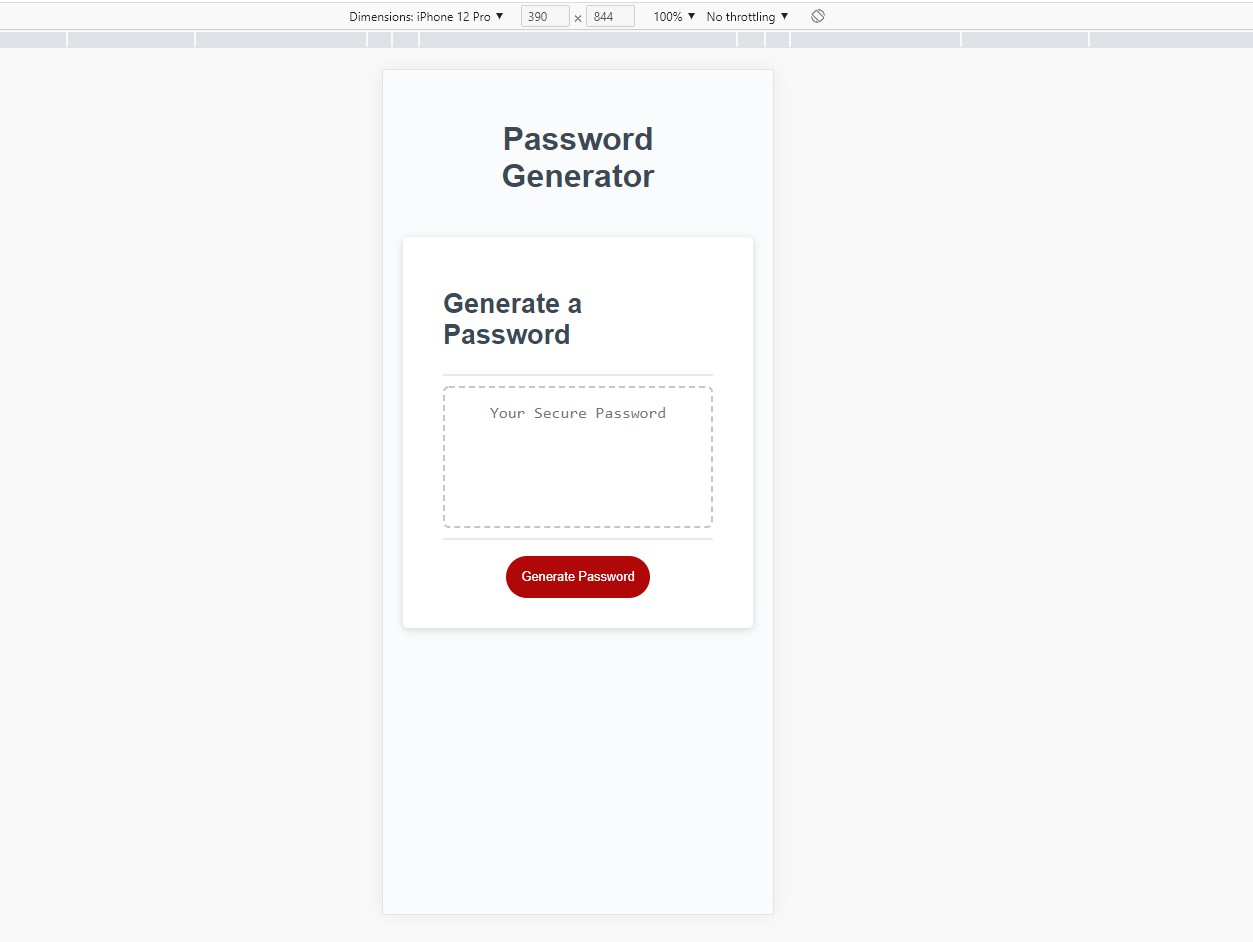 Dimensions: iPhone 12 Pro ▼ 390 × 844 100% ▼ No throttling ▼
Password
Generator
Generate a
Password
Your Secure Password
Generate Password